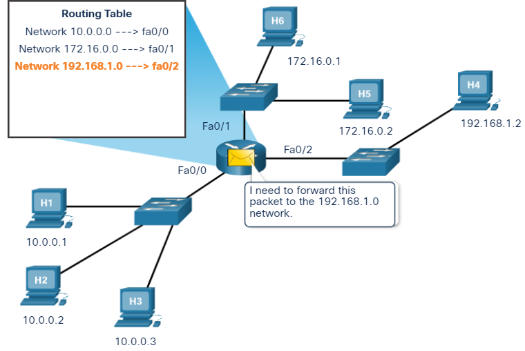 Routing Table
Network 10.0.0.0 ---> fa0/0
Network 172.16.0.0 ---> fa0/1
Network 192.168.1.0 ---> fa0/2
H6
172.16.0.1
H5
172.16.0.2
H4
192.168.1.2
Fa0/1
Fa0/2
Fa0/0
I need to forward this
packet to the 192.168.1.0
network.
H1
10.0.0.1
H2
10.0.0.2
H3
10.0.0.3